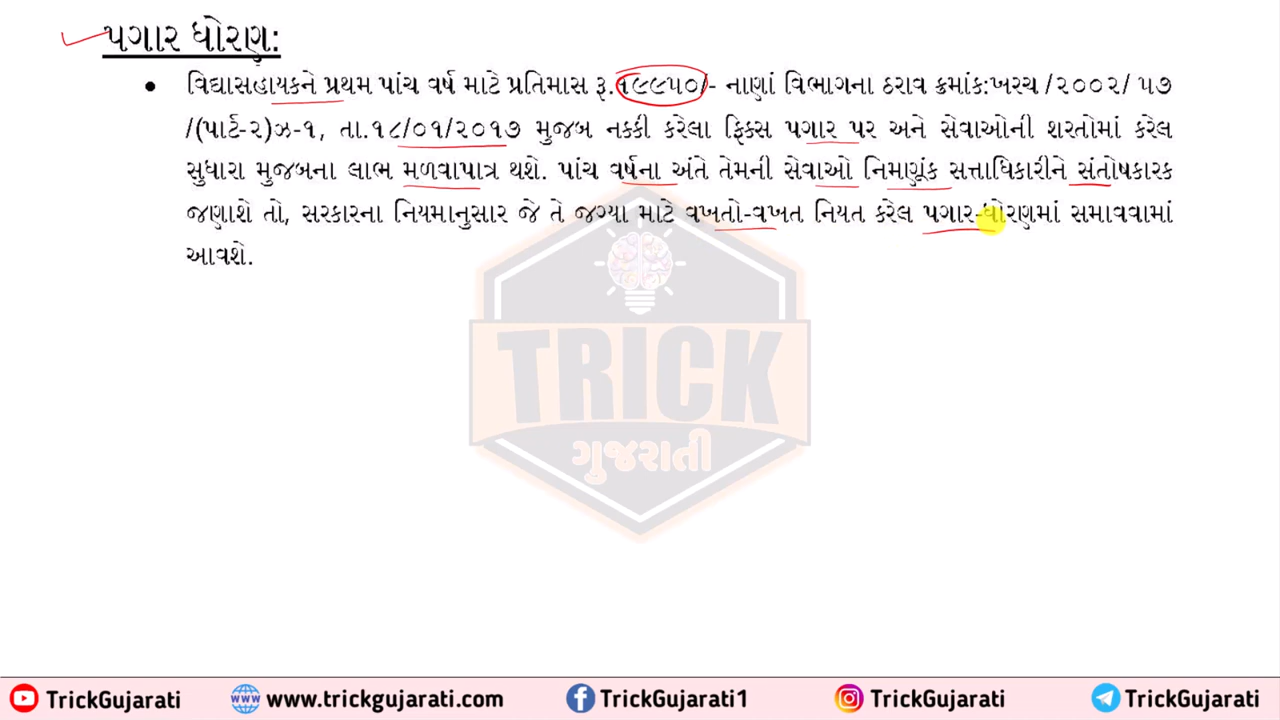 પગાર ધોરણ:
• વિદ્યાસહાયકને પ્રથમ પાંચ વર્ષ માટે પ્રતિમાસ રૂ.૧૯૯૫૦/- નાણાં વિભાગના ઠરાવ ક્રમાંક:ખરચ /૨૦૦૨/ ૫૭
/(પાર્ટ-૨)ઝ-૧, તા.૧૮/૦૧/૨૦૧૭ મુજબ નક્કી કરેલા ફિક્સ પગાર પર અને સેવાઓની શરતોમાં કરેલ
સુધારા મુજબના લાભ મળવાપાત્ર થશે. પાંચ વર્ષના અંતે તેમની સેવાઓ નિમણૂંક સત્તાધિકારીને સંતોષકારક
જણાશે તો, સરકારના નિયમાનુસાર જે તે જગ્યા માટે વખતો-વખત નિયત કરેલ પગાર-ધોરણમાં સમાવવામાં
આવશે.
TRICK
ગુજરાતી
TrickGujarati www.trickgujarati.com TrickGujarati1 TrickGujarati TrickGujarati